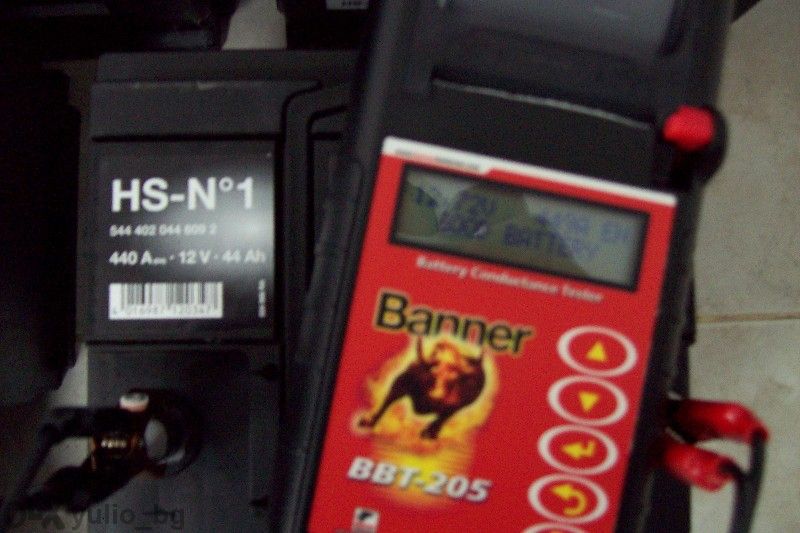 HS-N°1
544 402 044 609 2
440 A · 12 V · 44 Ah
GOOD BATTERY
Battery Conductance Tester
Banner
BBT-205
yulio_bg